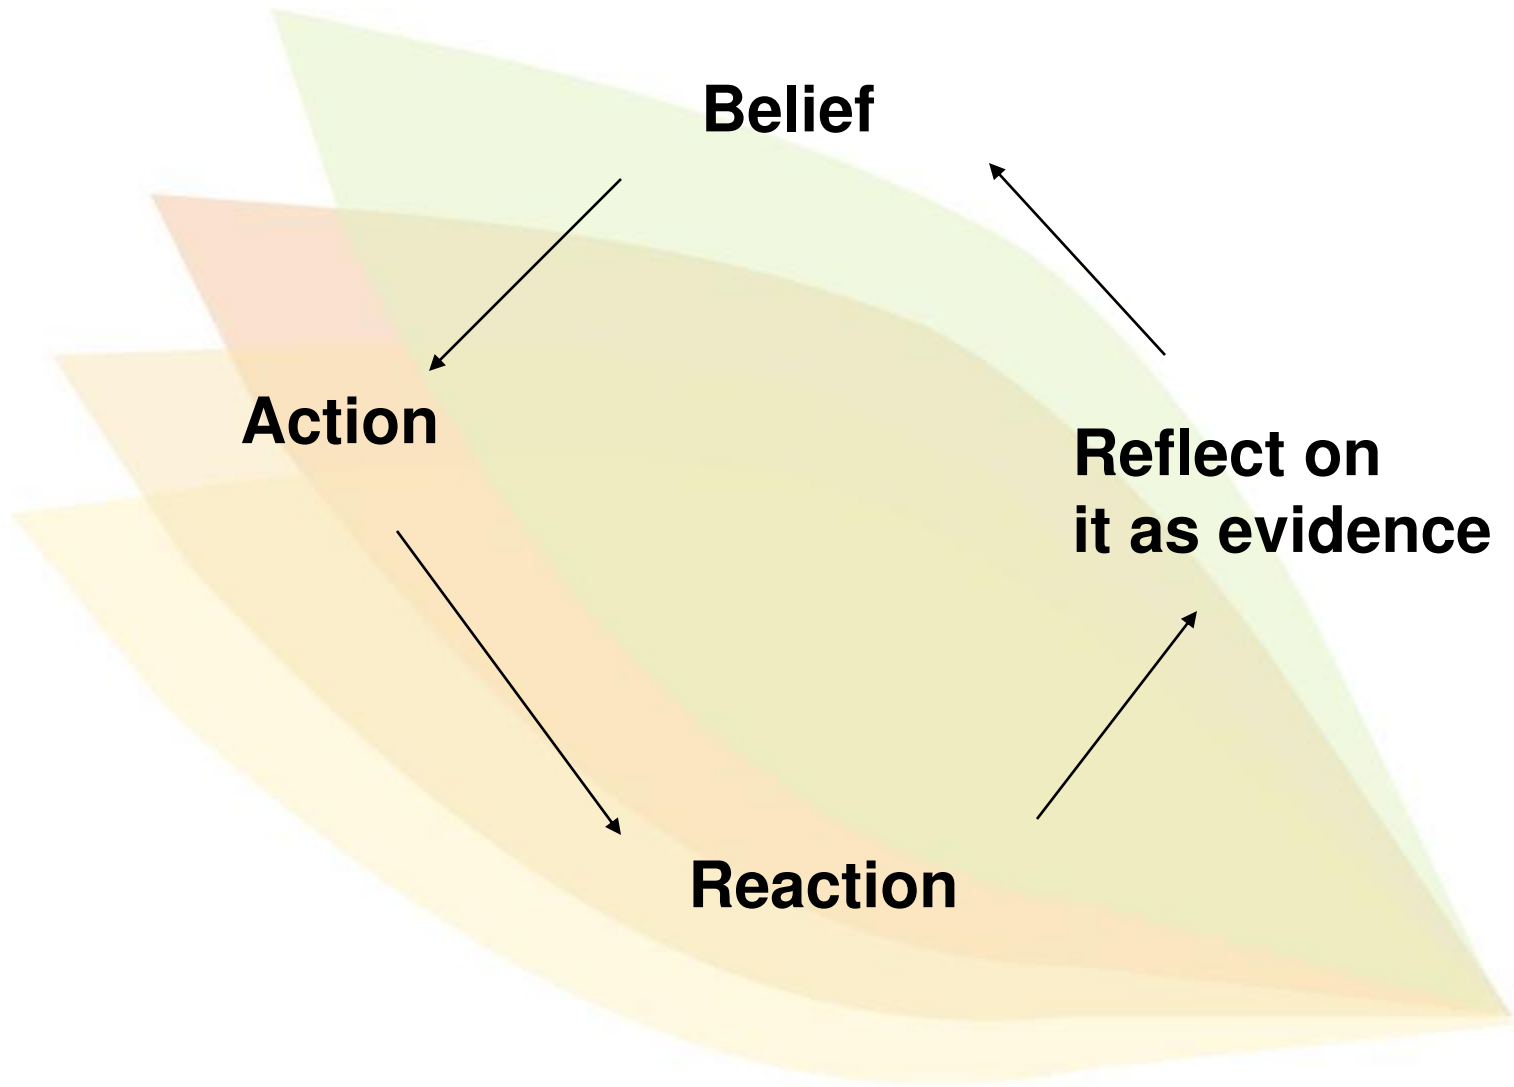 Belief
Action
Reflect on
it as evidence
Reaction